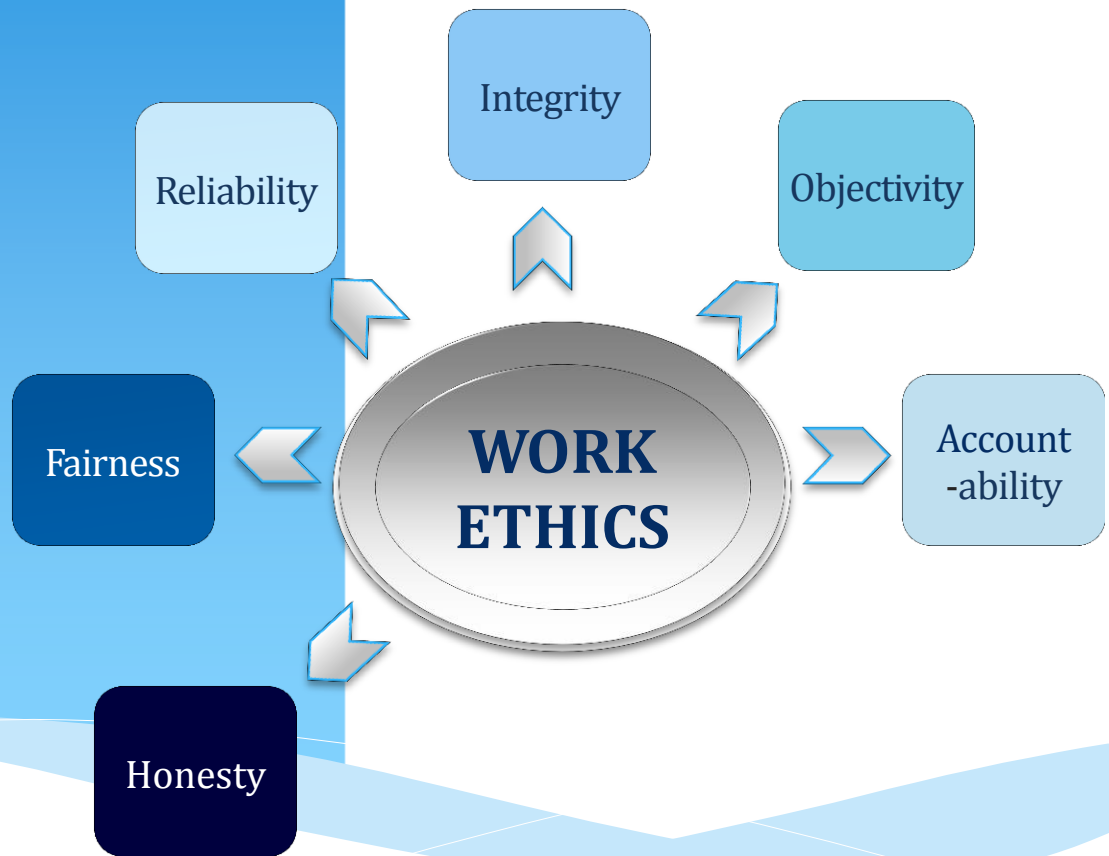 Integrity
Reliability
Objectivity
Fairness
WORK
ETHICS
Account
-ability
Honesty